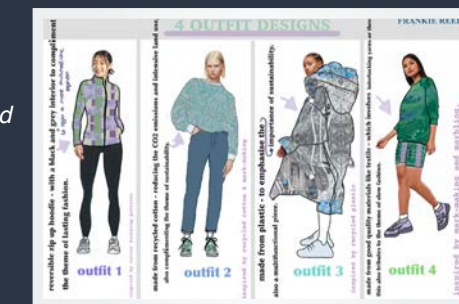 4 OUTFIT DESIGNS
FRANKIE REED
reversible zip up hoodie - with a black and grey interior to compliment
the theme of lasting fashion.
outfit 1
made from recycled cotton - reducing the CO2 emissions and intensive land use.
also complimenting the theme of sustainability.
outfit 2
inspired by recycled cotton & mark-making
made from plastic - to emphasise the
importance of sustainability.
also a multifunctional piece.
outfit 3
inspired by recycled plastic
made from good quality materials like textile - which involves interlocking yarns or
this also tributes to the theme of slow fashion.
outfit 4
inspired by mark-making and marbling.